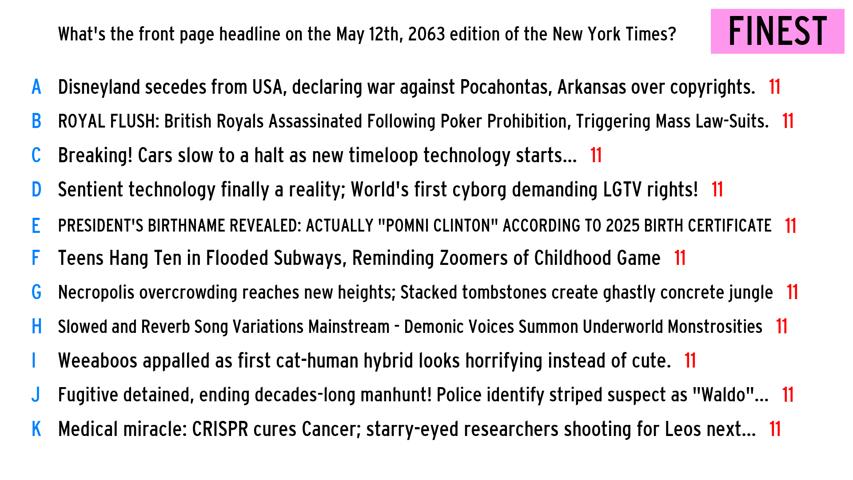 What's the front page headline on the May 12th, 2063 edition of the New York Times?
FINEST
A Disneyland secedes from USA, declaring war against Pocahontas, Arkansas over copyrights. 11
B ROYAL FLUSH: British Royals Assassinated Following Poker Prohibition, Triggering Mass Law-Suits. 11
C Breaking! Cars slow to a halt as new timeloop technology starts... 11
D Sentient technology finally a reality; World's first cyborg demanding LGTV rights! 11
E PRESIDENT'S BIRTHNAME REVEALED: ACTUALLY "POMNI CLINTON" ACCORDING TO 2025 BIRTH CERTIFICATE 11
F Teens Hang Ten in Flooded Subways, Reminding Zoomers of Childhood Game 11
G Necropolis overcrowding reaches new heights; Stacked tombstones create ghastly concrete jungle 11
H Slowed and Reverb Song Variations Mainstream - Demonic Voices Summon Underworld Monstrosities 11
I Weeaboos appalled as first cat-human hybrid looks horrifying instead of cute. 11
J Fugitive detained, ending decades-long manhunt! Police identify striped suspect as "Waldo"... 11
K Medical miracle: CRISPR cures Cancer; starry-eyed researchers shooting for Leos next... 11